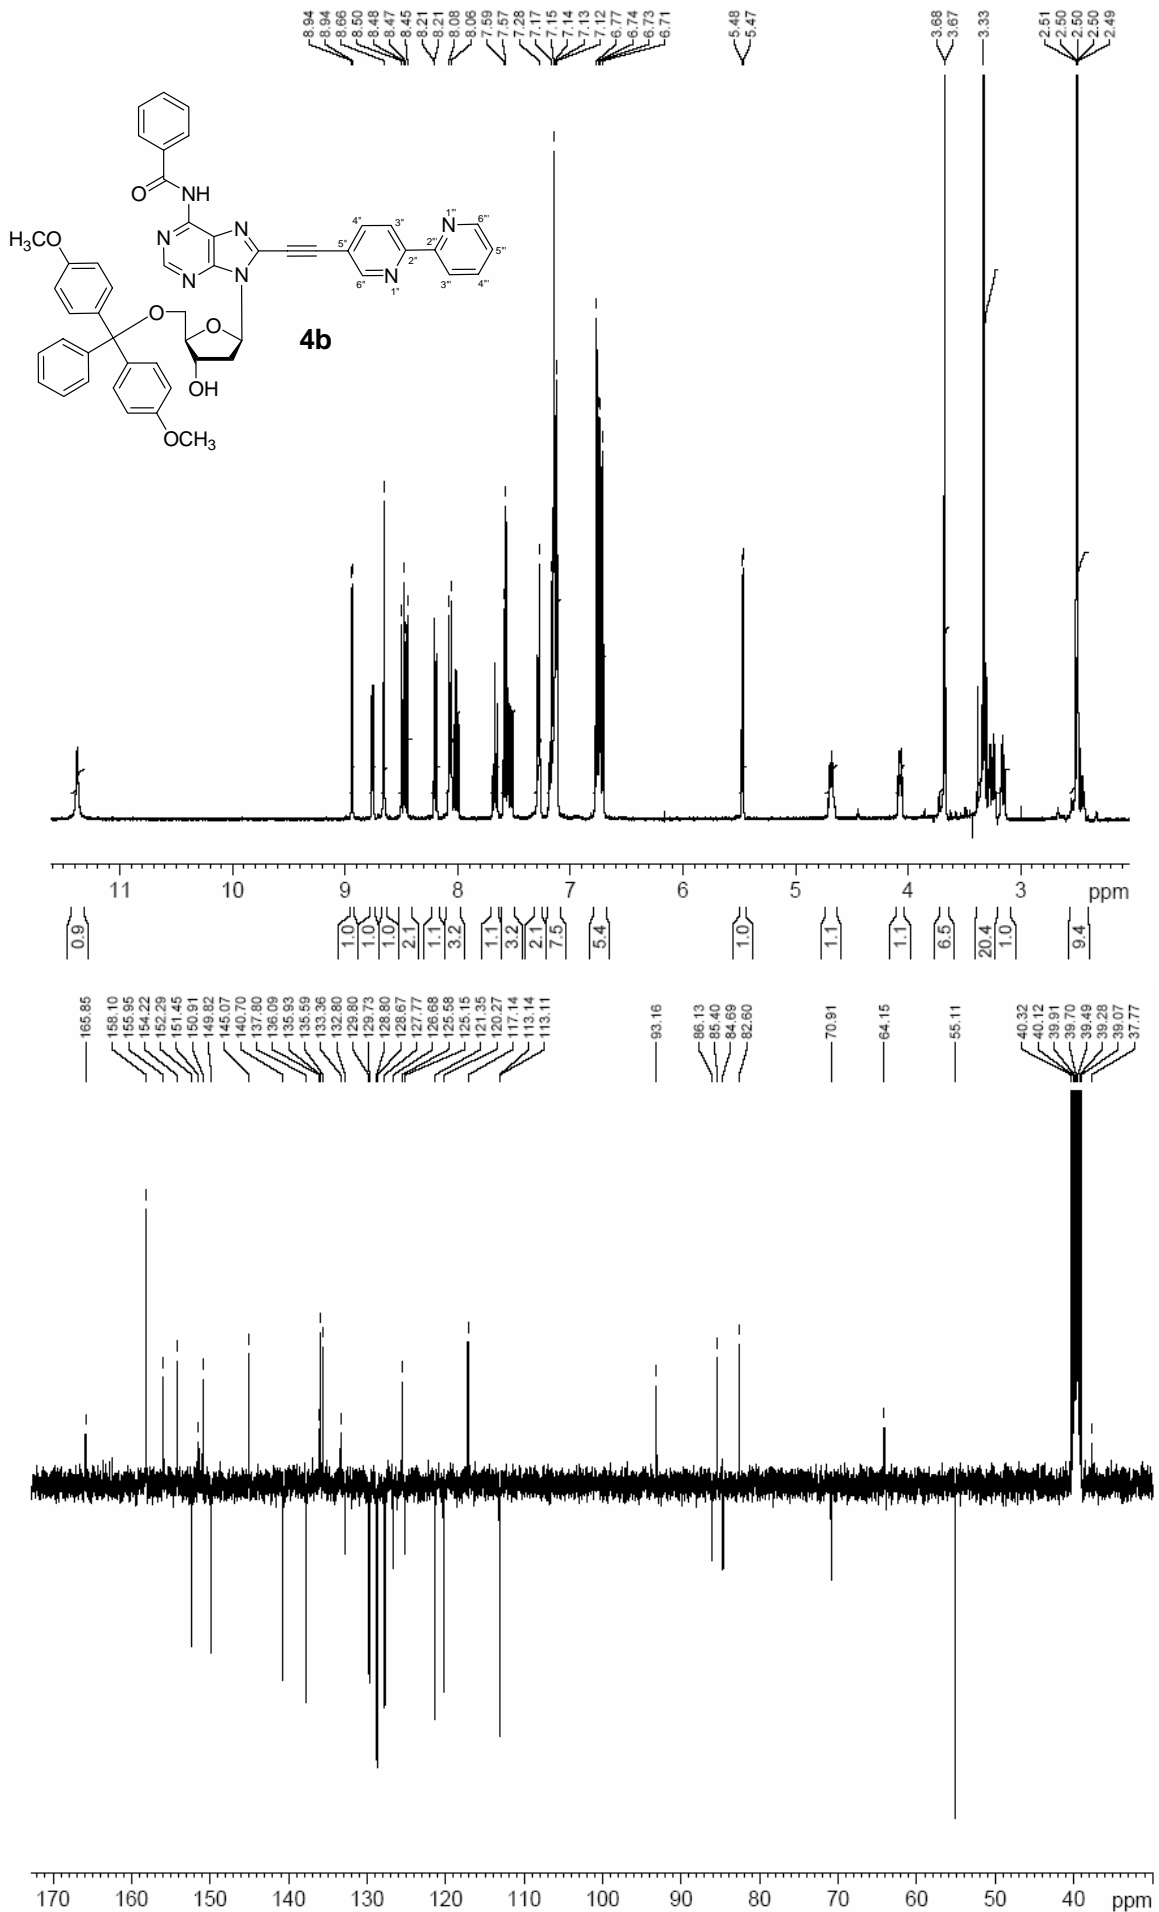 8.94 8.94 8.66 8.50 8.48 8.47 8.45 8.21 8.21 8.08 8.06 7.59 7.57 7.28 7.17 7.15 7.14 7.13 7.12 6.77 6.74 6.73 6.71 5.48 5.47 3.68 3.67 3.33 2.51 2.50 2.50 2.50 2.49
O NH
N N 4" 3" 1"' N 6"'
H3CO 5" 2" 2"' 5"'
N N N 6" N 1" 3"' 4"'
O O
4b
OH
OCH3
11 10 9 8 7 6 5 4 3 ppm
0.9 1.0 1.0 1.0 2.1 1.1 3.2 1.1 3.2 2.1 7.5 5.4 1.0 1.1 1.1 6.5 20.4 1.0 9.4
165.85 158.10 155.95 154.22 152.29 151.45 150.91 149.82 145.07 140.70 137.80 136.09 135.93 135.59 133.36 132.80 129.80 129.73 128.80 128.67 127.77 126.68 125.58 125.15 121.35 120.27 117.14 113.14 113.11 93.16 86.13 85.40 84.69 82.60 70.91 64.15 55.11 40.32 40.12 39.91 39.70 39.49 39.28 39.07 37.77
170 160 150 140 130 120 110 100 90 80 70 60 50 40 ppm